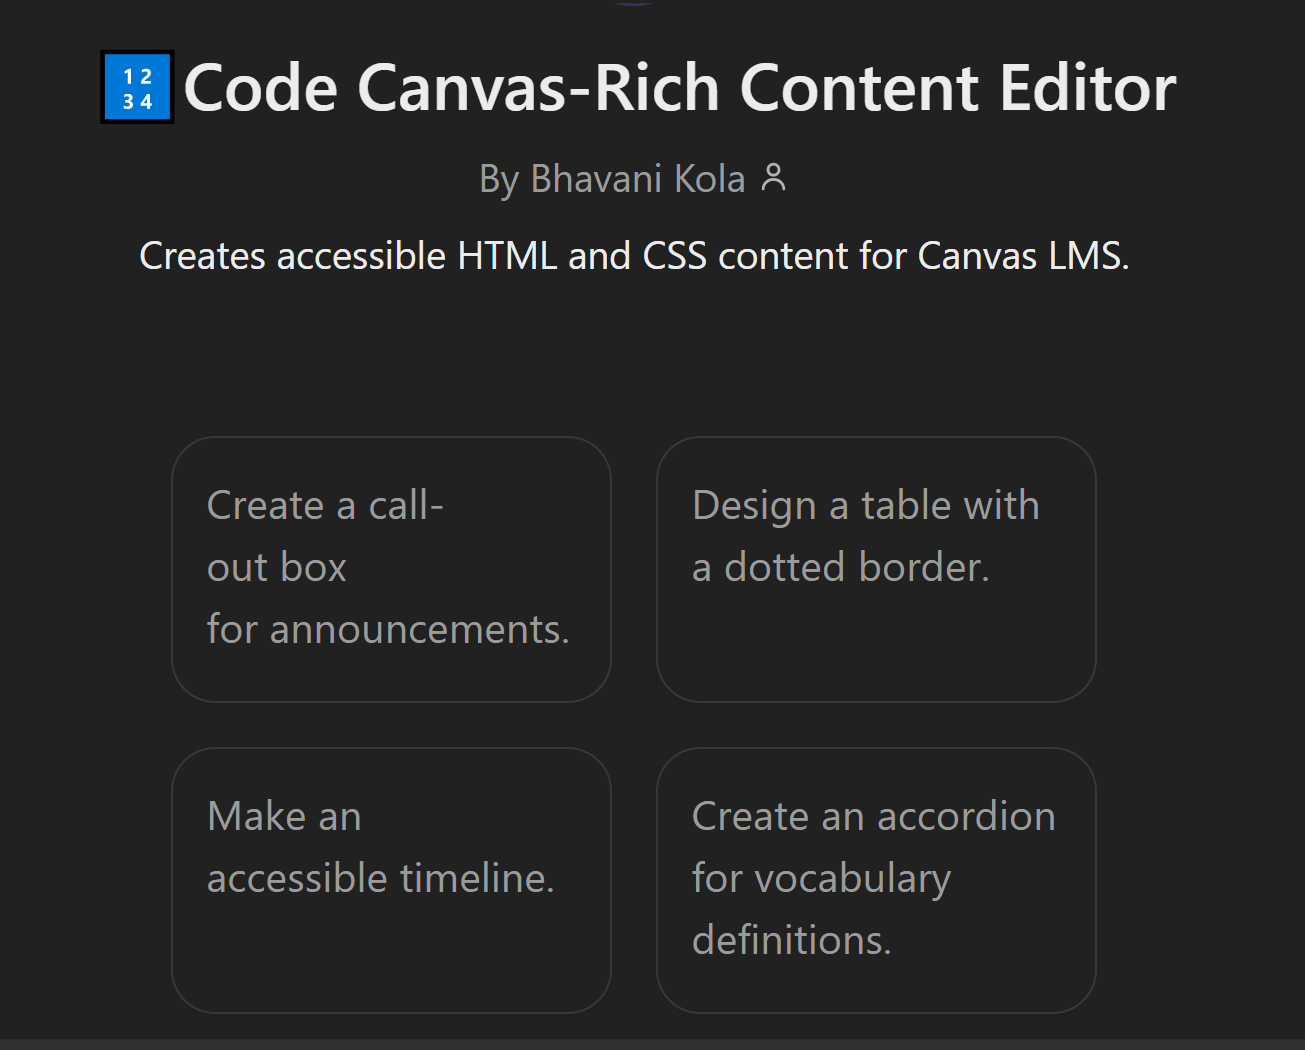 1 2
3 4
Code Canvas-Rich Content Editor
By Bhavani Kola
Creates accessible HTML and CSS content for Canvas LMS.
Create a call-
out box
for announcements.
Design a table with
a dotted border.
Make an
accessible timeline.
Create an accordion
for vocabulary
definitions.